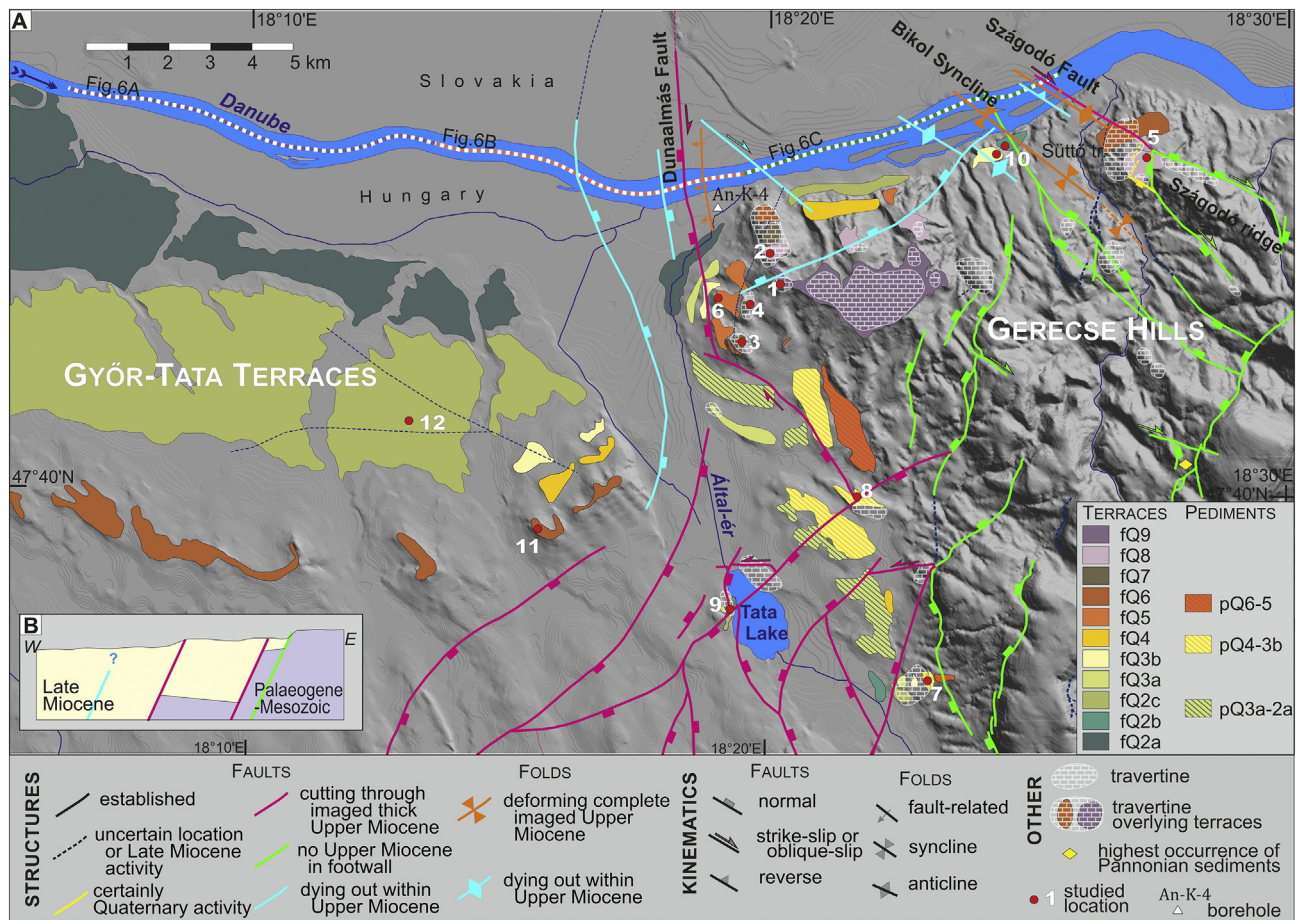 A
18°10'
18°20'
18°30'E
1 2 3 4 5 km
Slovakia
Dunaalmás Fault
Bikol Syncline
Szágodó Fault
Fig.6A
Danube
Fig.6B
Fig.6C
Hungary
An-K-4
Süttő tr.
5
10
Szágodó ridge
2
1
6
4
3
GERECSE HILLS
GYŐR-TATA TERRACES
12
47°40'N
Által-ér
8
18°30'E
47°40'N
11
9
Tata
Lake
7
TERRACES
PEDIMENTS
fQ9
fQ8
fQ7
fQ6
fQ5
fQ4
fQ3b
fQ3a
fQ2c
fQ2b
fQ2a
pQ6-5
pQ4-3b
pQ3a-2a
B
W
E
?
Late
Miocene
Palaeogene
-Mesozoic
18°10'E
18°20'E
STRUCTURES
FAULTS
established
uncertain location
or Late Miocene
activity
certainly
Quaternary activity
cutting through
imaged thick
Upper Miocene
no Upper Miocene
in footwall
dying out within
Upper Miocene
FOLDS
deforming complete
imaged Upper
Miocene
dying out within
Upper Miocene
KINEMATICS
FAULTS
normal
strike-slip or
oblique-slip
reverse
FOLDS
fault-related
syncline
anticline
OTHER
travertine
travertine
overlying terraces
highest occurrence of
Pannonian sediments
1 studied
location
An-K-4
borehole